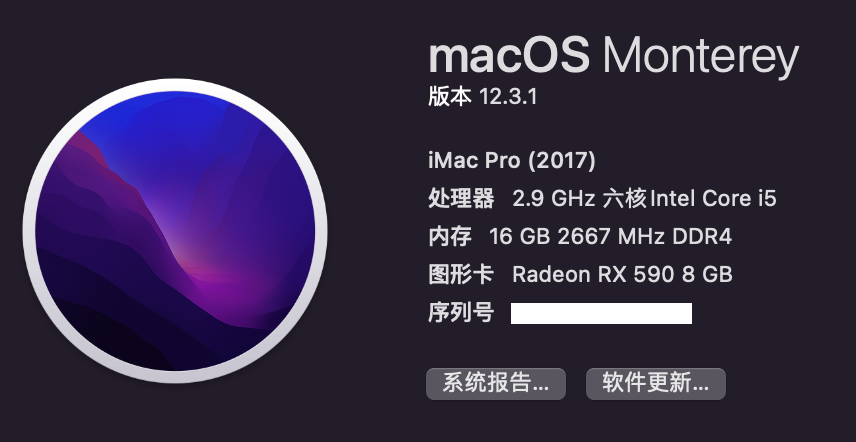 macOS Monterey
版本 12.3.1
iMac Pro (2017)
处理器 2.9 GHz 六核Intel Core i5
内存 16 GB 2667 MHz DDR4
图形卡 Radeon RX 590 8 GB
序列号
系统报告... 软件更新...